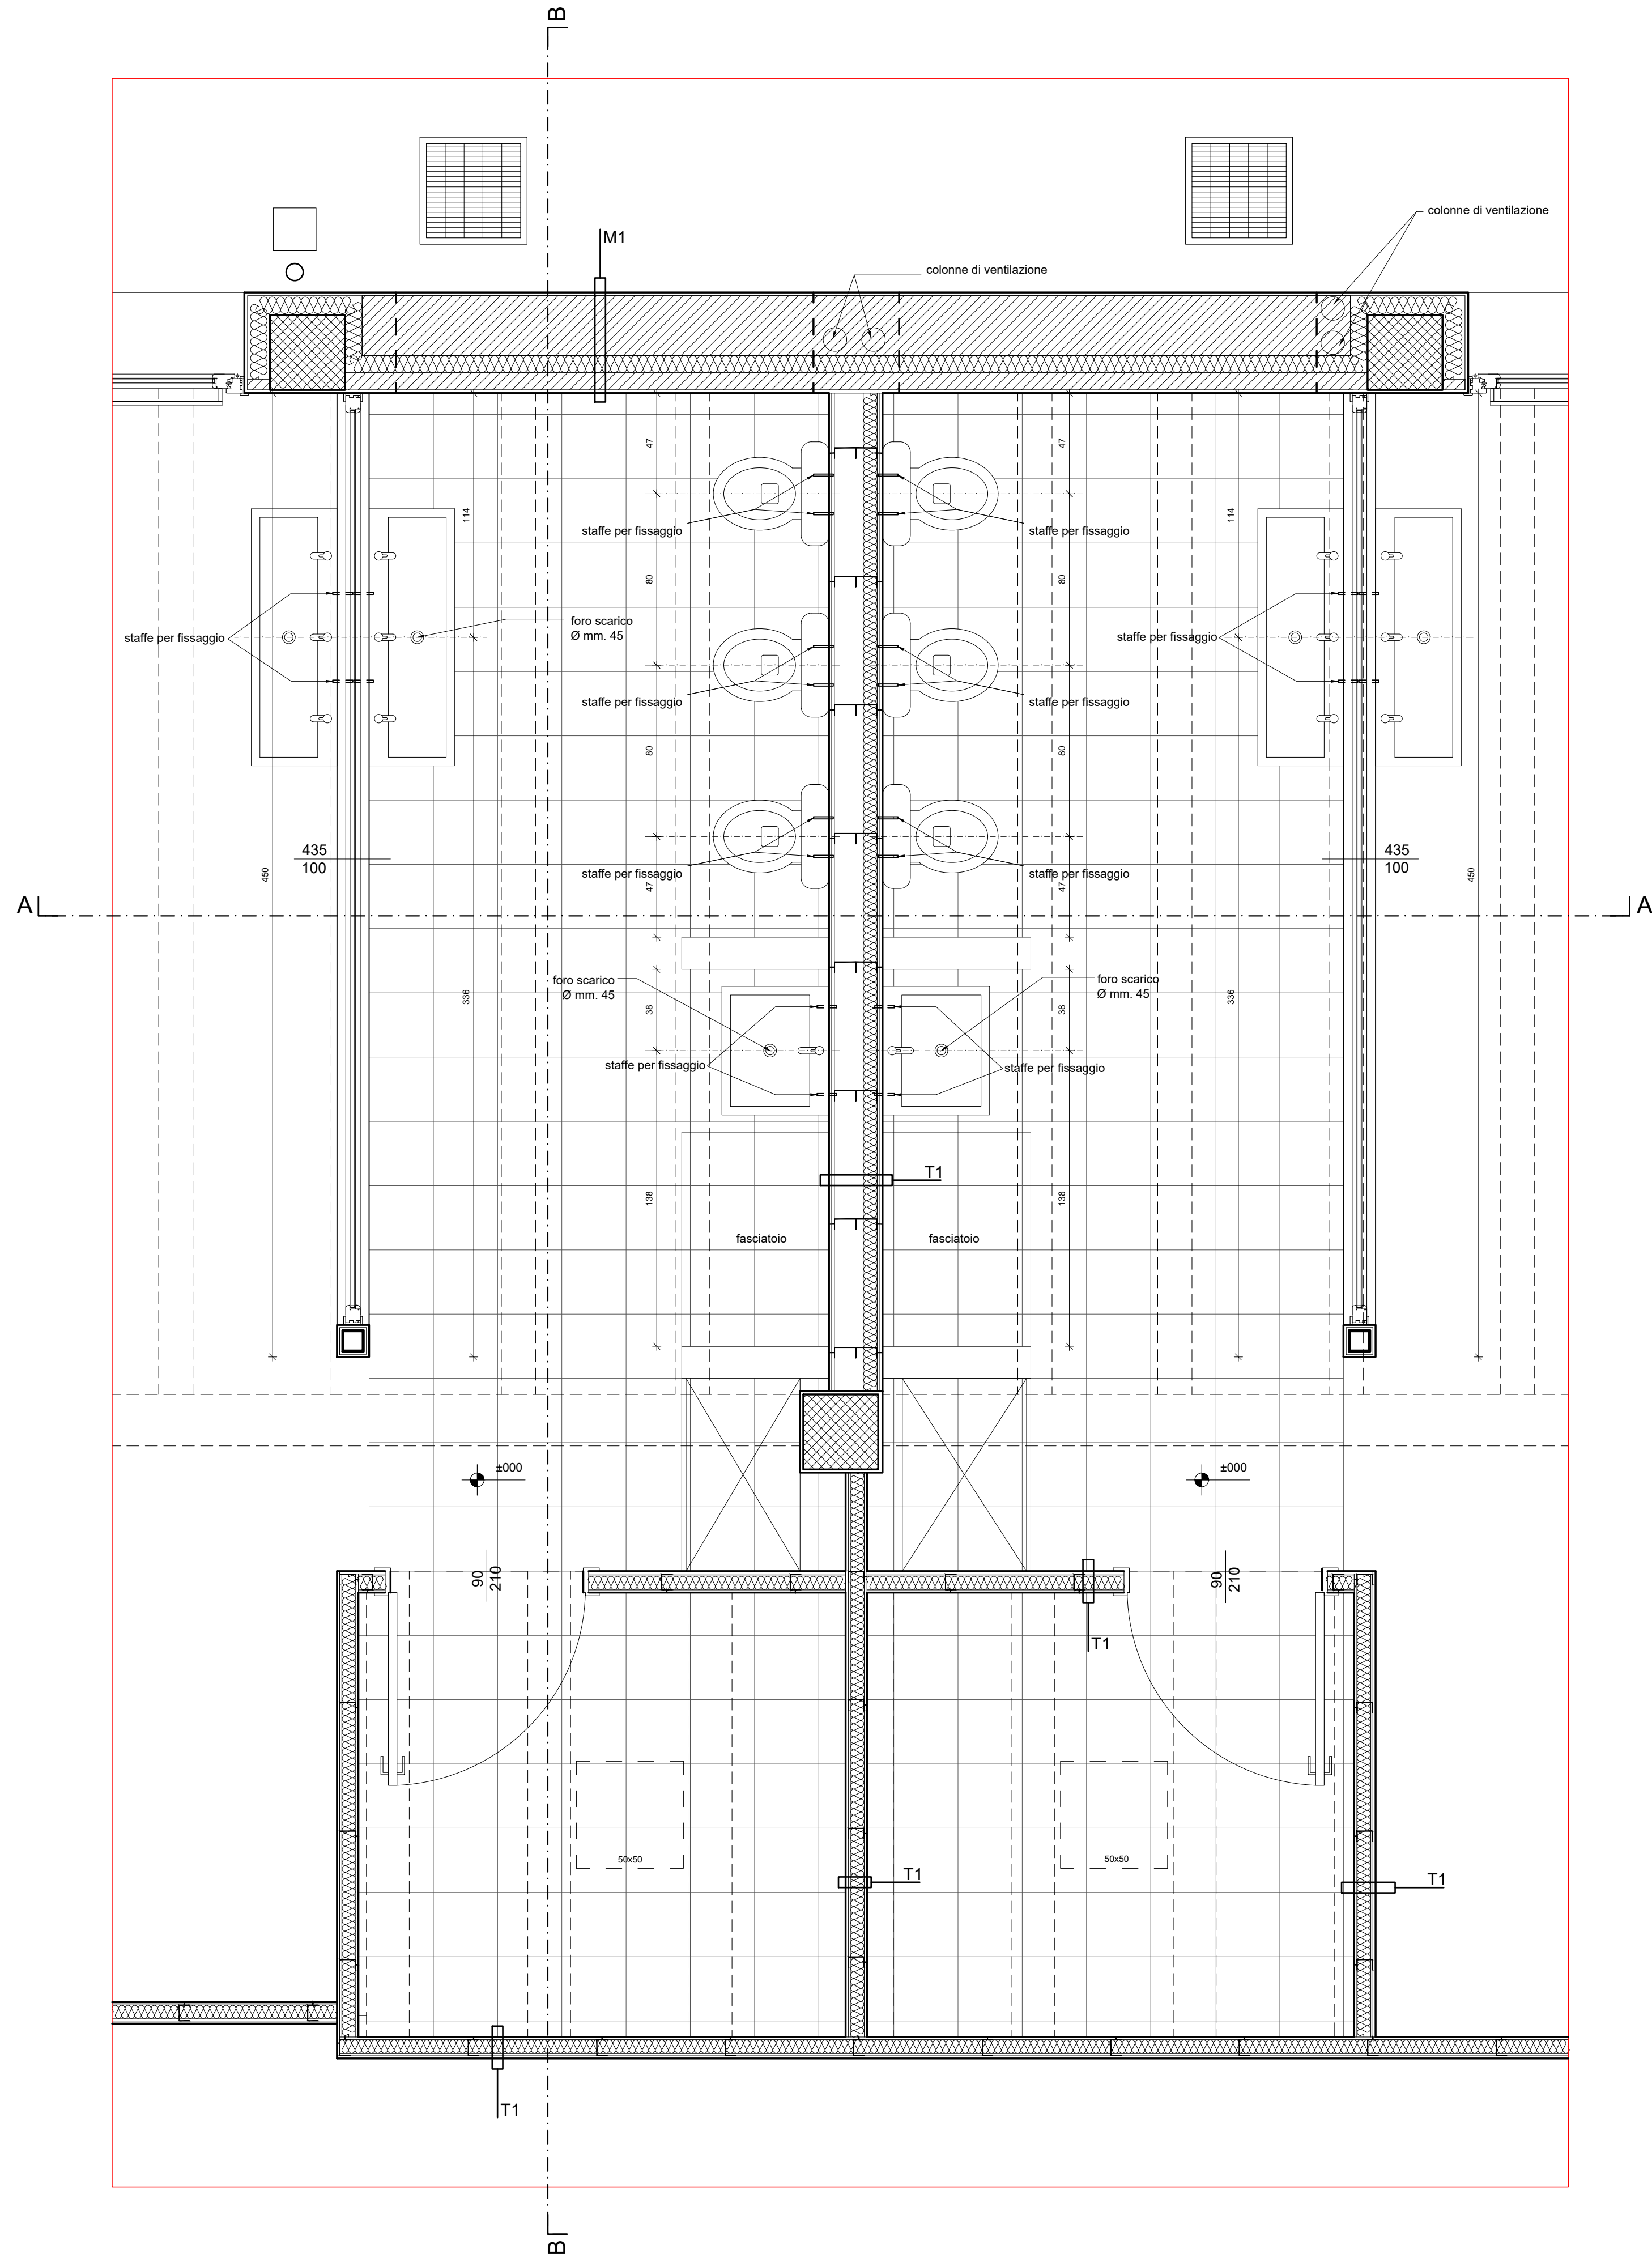 B
colonne di ventilazione
M1
colonne di ventilazione
47
47
114
114
staffe per fissaggio
staffe per fissaggio
80
80
foro scarico
Ø mm. 45
staffe per fissaggio
staffe per fissaggio
staffe per fissaggio
staffe per fissaggio
80
80
435
100
435
100
450
staffe per fissaggio
staffe per fissaggio
450
47
47
A
A
foro scarico
Ø mm. 45
foro scarico
Ø mm. 45
336
38
38
336
staffe per fissaggio
staffe per fissaggio
T1
138
138
fasciatoio
fasciatoio
±000
±000
90
210
90
210
T1
50x50
50x50
T1
T1
T1
B